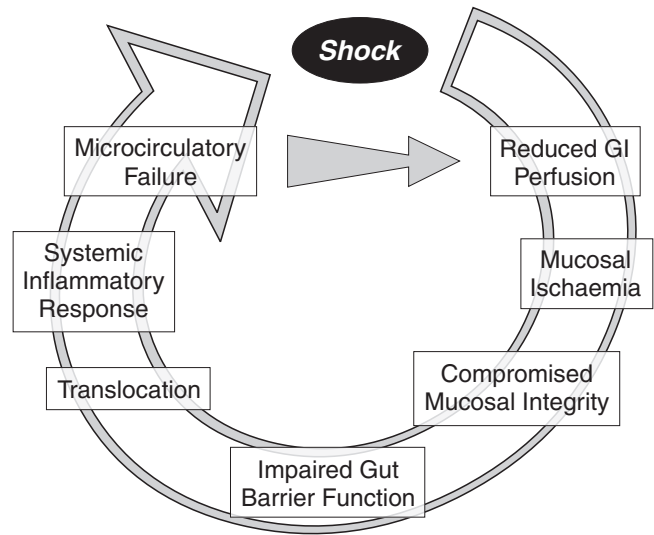 Shock
Microcirculatory
Failure
Reduced GI
Perfusion
Systemic
Inflammatory
Response
Mucosal
Ischaemia
Translocation
Compromised
Mucosal Integrity
Impaired Gut
Barrier Function